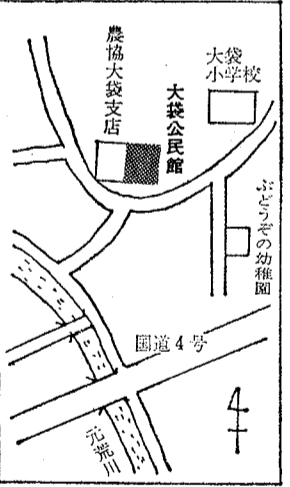 大袋
小学校
大袋公民館
農協大袋支店
ぶどうぞの幼稚園
国道4号
元荒川